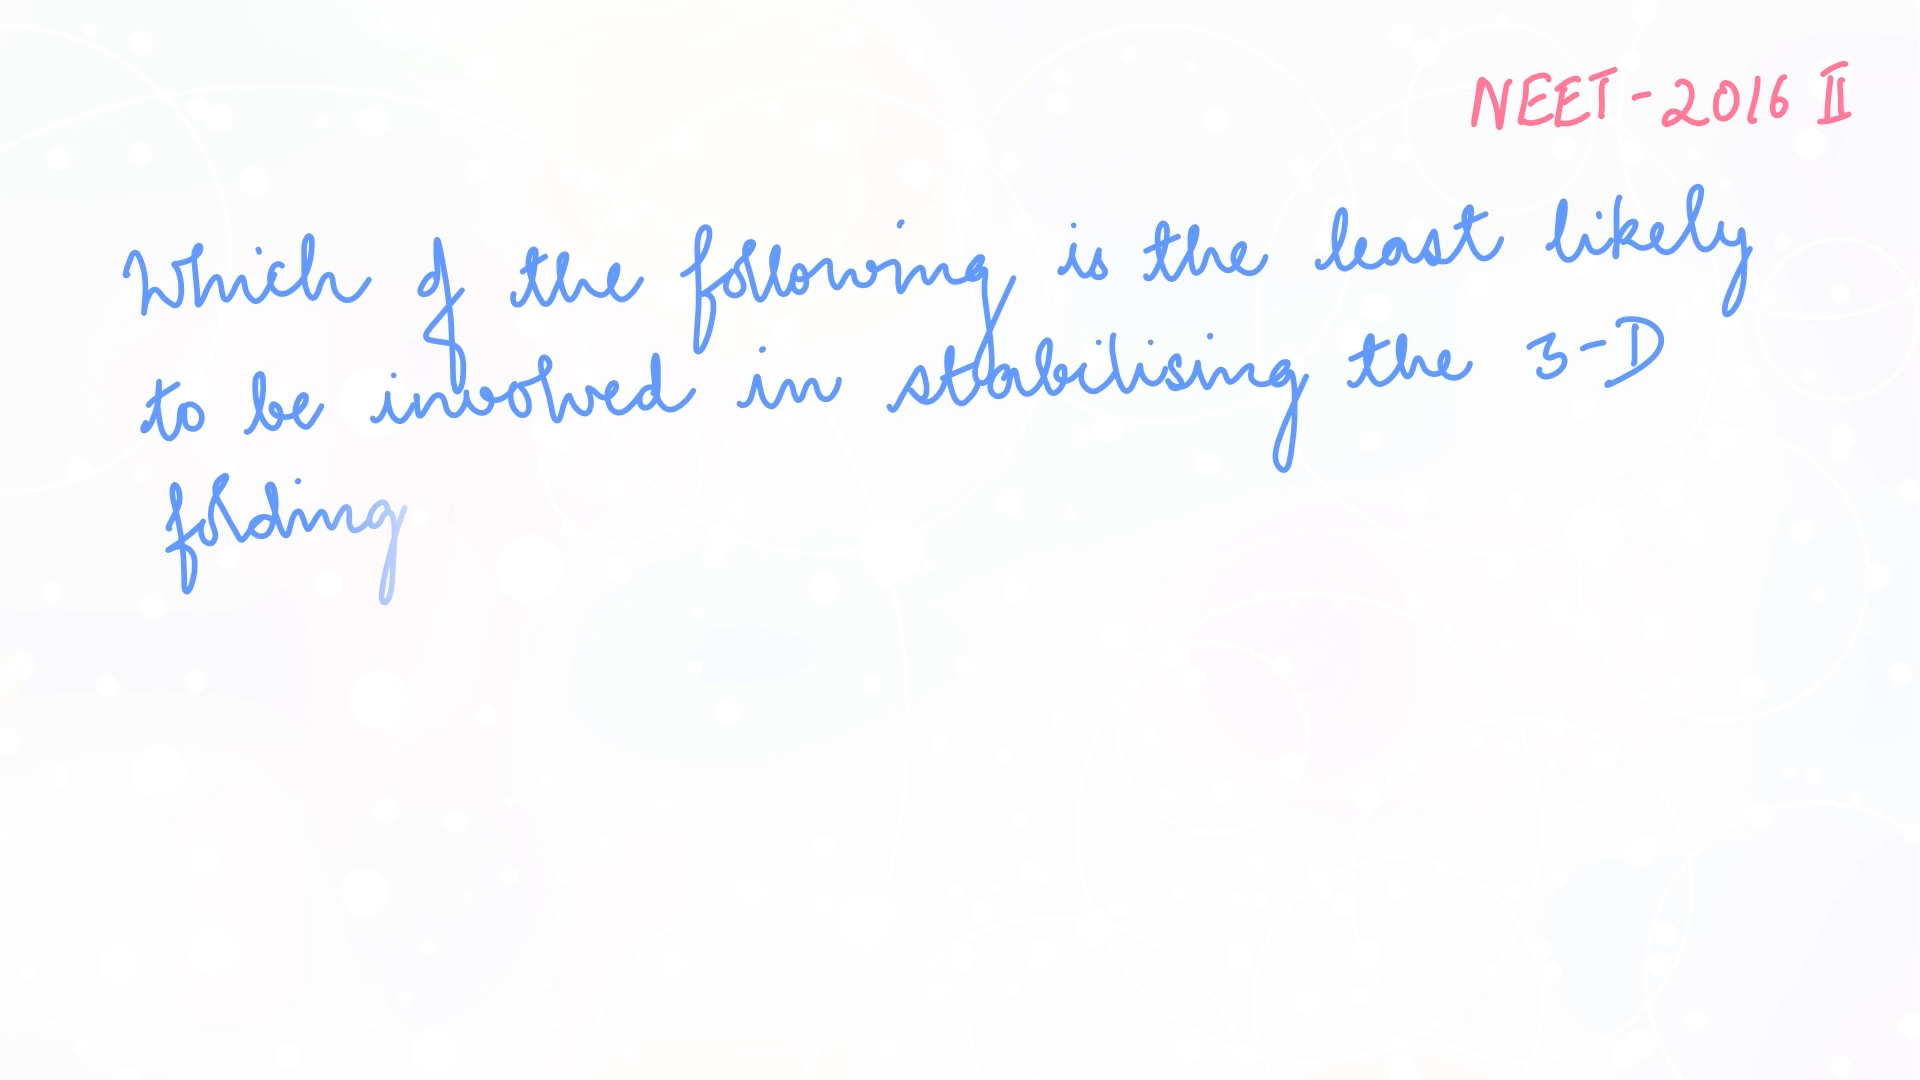 NEET-2016 II
Which of the following is the least likely
to be involved in stabilising the 3-D
folding